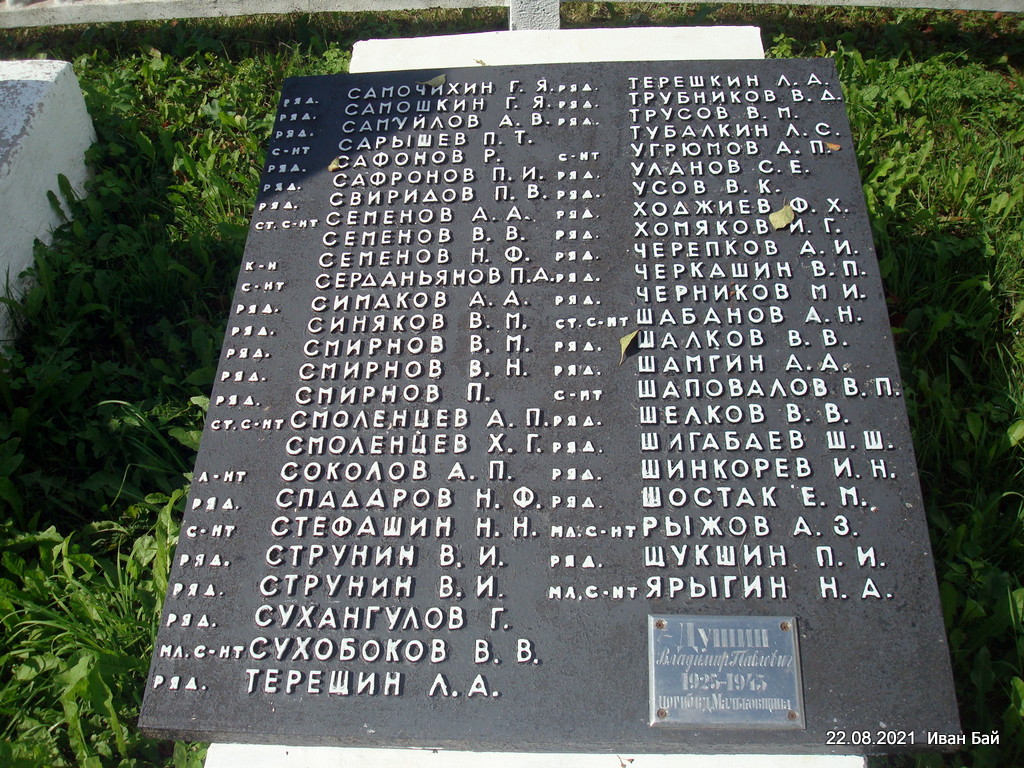 РЯД. САМОЧИХИН Г. Я.
РЯД. САМОШКИН Г. Я.
РЯД. САМУЙЛОВ А. В.
С-НТ САРЫШЕВ П. Т.
РЯД. САФОНОВ Р.
РЯД. САФРОНОВ П. И.
РЯД. СВИРИДОВ П. В.
СТ. С-НТ СЕМЕНОВ А. А.
СЕМЕНОВ В. В.
К-Н СЕМЕНОВ Н. Ф.
С-НТ СЕРДАНЬЯНОВ П.А.
РЯД. СИМАКОВ А. А.
РЯД. СИНЯКОВ В. М.
РЯД. СМИРНОВ В. М.
РЯД. СМИРНОВ В. Н.
РЯД. СМИРНОВ П.
СТ. С-НТ СМОЛЕНЦЕВ А. П.
СМОЛЕНЦЕВ Х. Г.
Л-НТ СОКОЛОВ А. П.
РЯД. СПАДАРОВ Н. Ф.
С-НТ СТЕФАШИН Н. Н.
РЯД. СТРУНИН В. И.
РЯД. СТРУНИН В. И.
РЯД. СУХАНГУЛОВ Г.
МЛ. С-НТ СУХОБОКОВ В. В.
РЯД. ТЕРЕШИН Л. А.
РЯД. ТЕРЕШКИН Л. А.
РЯД. ТРУБНИКОВ В. Д.
РЯД. ТРУСОВ В. М.
ТУБАЛКИН Л. С.
С-НТ УГРЮМОВ А. П.
РЯД. УЛАНОВ С. Е.
РЯД. УСОВ В. К.
РЯД. ХОДЖИЕВ Ф. Х.
РЯД. ХОМЯКОВ И. Г.
РЯД. ЧЕРЕПКОВ А. И.
РЯД. ЧЕРКАШИН В. П.
РЯД. ЧЕРНИКОВ М И.
СТ. С-НТ ШАБАНОВ А. Н.
РЯД. ШАЛКОВ В. В.
РЯД. ШАМГИН А. А.
С-НТ ШАПОВАЛОВ В. П.
РЯД. ШЕЛКОВ В. В.
РЯД. ШИГАБАЕВ Ш. Ш.
РЯД. ШИНКОРЕВ И. Н.
РЯД. ШОСТАК Е. М.
МЛ. С-НТ РЫЖОВ А. З.
РЯД. ЩУКШИН П. И.
МЛ. С-НТ ЯРЫГИН Н. А.
Душин
Владимир Павлович
1925-1943
погиб у д. Мальковщина
22.08.2021 Иван Бай